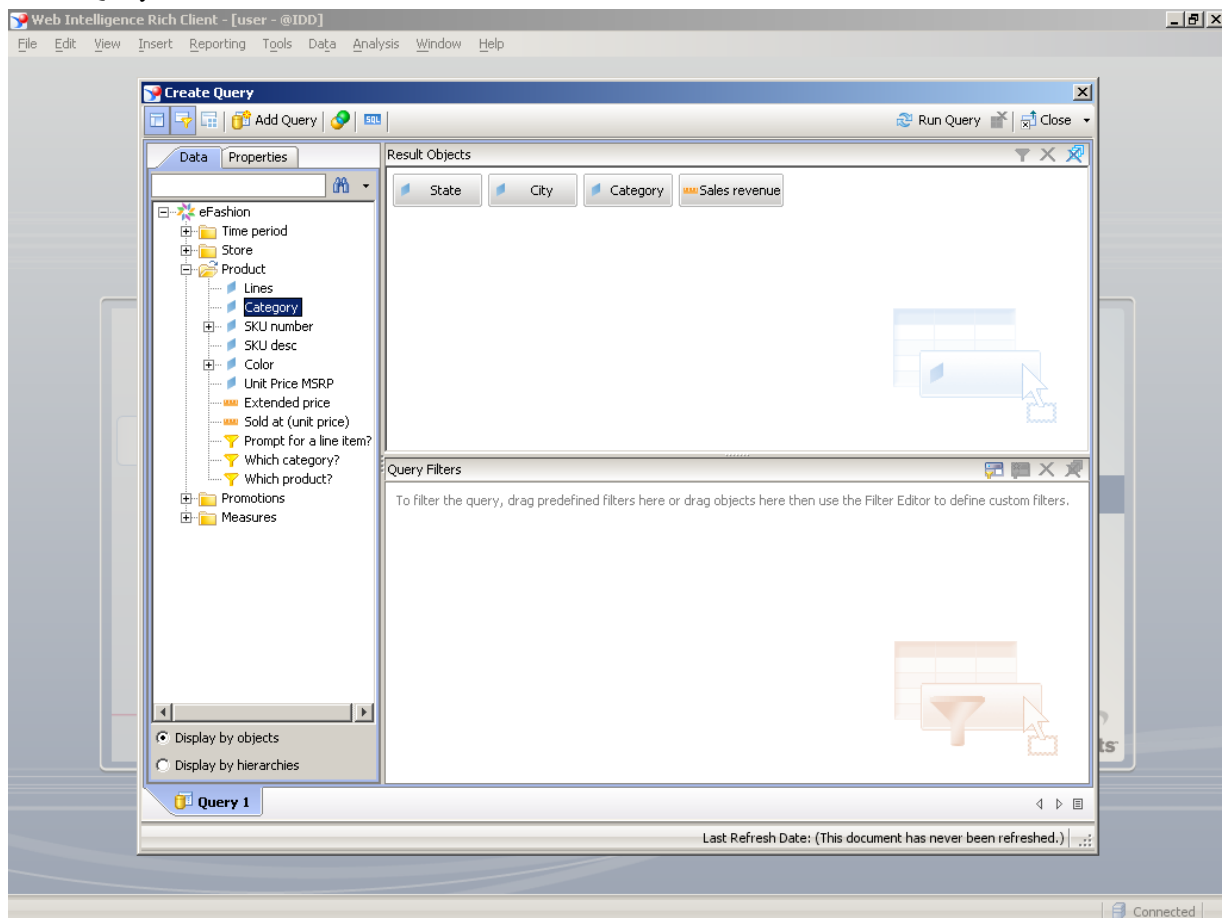 Web Intelligence Rich Client - [user - @IDD]
File Edit View Insert Reporting Tools Data Analysis Window Help
Create Query
Add Query SQL Run Query Close
Data Properties
Result Objects
State City Category Sales revenue
eFashion
Time period
Store
Product
Lines
Category
SKU number
SKU desc
Color
Unit Price MSRP
Extended price
Sold at (unit price)
Prompt for a line item?
Which category?
Which product?
Promotions
Measures
Query Filters
To filter the query, drag predefined filters here or drag objects here then use the Filter Editor to define custom filters.
Display by objects
Display by hierarchies
Query 1
Last Refresh Date: (This document has never been refreshed.)
Connected